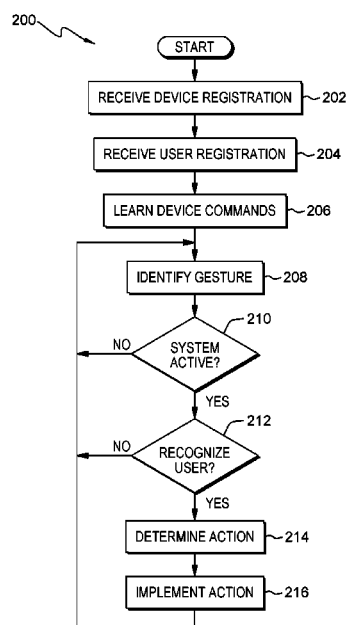 200
START
RECEIVE DEVICE REGISTRATION 202
RECEIVE USER REGISTRATION 204
LEARN DEVICE COMMANDS 206
IDENTIFY GESTURE 208
210
NO
SYSTEM
ACTIVE?
YES
212
NO
RECOGNIZE
USER?
YES
DETERMINE ACTION 214
IMPLEMENT ACTION 216